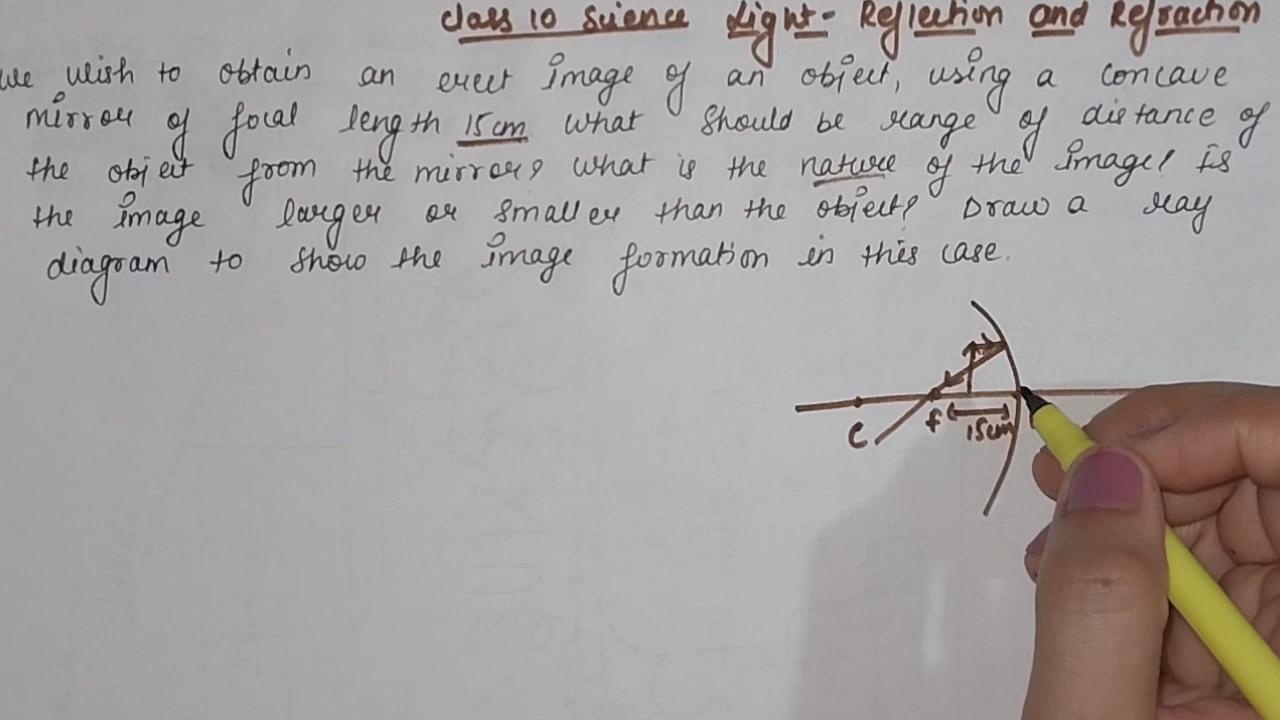 Class 10 Science Light- Reflection and Refraction
We wish to obtain an erect image of an object, using a concave
mirror of focal length 15cm what should be range of distance of
the object from the mirror? what is the nature of the image? Is
the image larger or smaller than the object? Draw a ray
diagram to show the image formation in this case.
C F 15cm